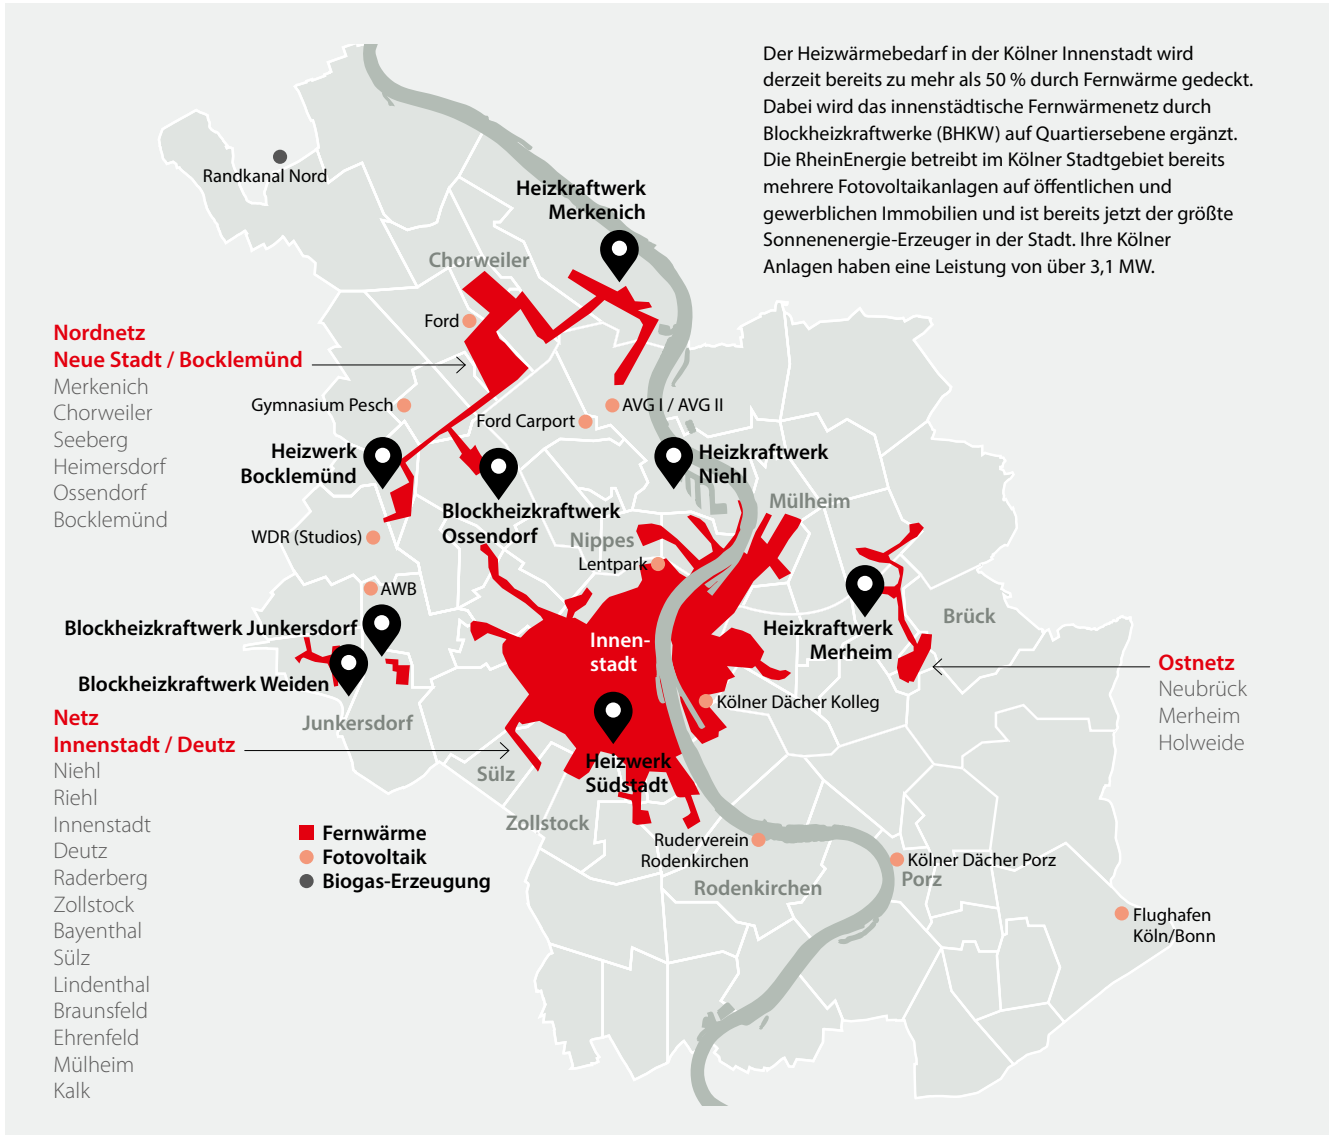 Der Heizwärmebedarf in der Kölner Innenstadt wird
derzeit bereits zu mehr als 50 % durch Fernwärme gedeckt.
Dabei wird das innenstädtische Fernwärmenetz durch
Blockheizkraftwerke (BHKW) auf Quartiersebene ergänzt.
Die RheinEnergie betreibt im Kölner Stadtgebiet bereits
mehrere Fotovoltaikanlagen auf öffentlichen und
gewerblichen Immobilien und ist bereits jetzt der größte
Sonnenenergie-Erzeuger in der Stadt. Ihre Kölner
Anlagen haben eine Leistung von über 3,1 MW.
Randkanal Nord
Heizkraftwerk
Merkenich
Chorweiler
Ford
Nordnetz
Neue Stadt / Bocklemünd
Merkenich
Chorweiler
Seeberg
Heimersdorf
Ossendorf
Bocklemünd
Gymnasium Pesch
Ford Carport
AVG I / AVG II
Heizwerk
Bocklemünd
Heizkraftwerk
Niehl
Blockheizkraftwerk
Ossendorf
Mülheim
WDR (Studios)
Nippes
Lentpark
AWB
Blockheizkraftwerk Junkersdorf
Blockheizkraftwerk Weiden
Junkersdorf
Innen-
stadt
Heizkraftwerk
Merheim
Brück
Ostnetz
Neubrück
Merheim
Holweide
Kölner Dächer Kolleg
Netz
Innenstadt / Deutz
Niehl
Riehl
Innenstadt
Deutz
Raderberg
Zollstock
Bayenthal
Sülz
Lindenthal
Braunsfeld
Ehrenfeld
Mülheim
Kalk
Heizwerk
Südstadt
Sülz
Zollstock
Fernwärme
Fotovoltaik
Biogas-Erzeugung
Ruderverein
Rodenkirchen
Rodenkirchen
Kölner Dächer Porz
Porz
Flughafen
Köln/Bonn